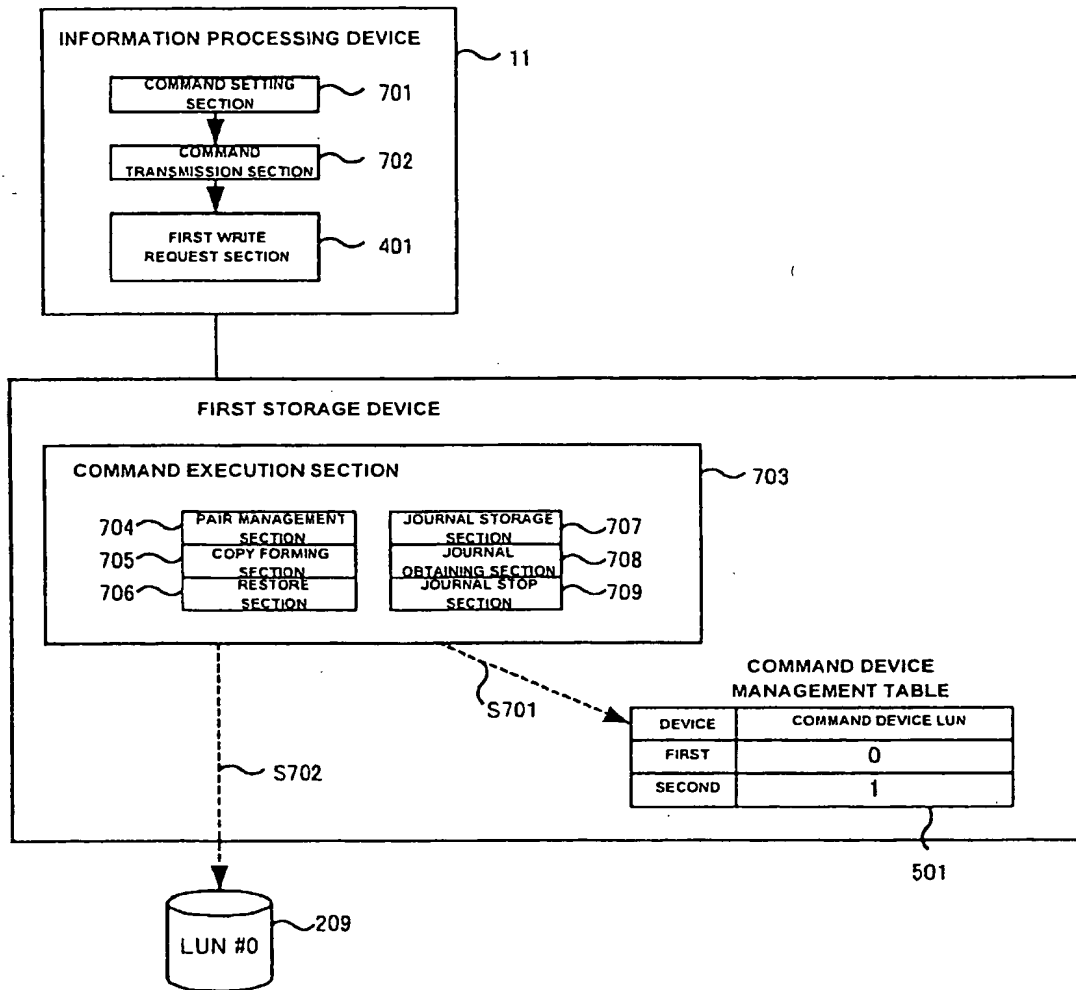 INFORMATION PROCESSING DEVICE
11
COMMAND SETTING
SECTION
701
COMMAND
TRANSMISSION SECTION
702
FIRST WRITE
REQUEST SECTION
401
FIRST STORAGE DEVICE
COMMAND EXECUTION SECTION
703
704
PAIR MANAGEMENT
SECTION
705
COPY FORMING
SECTION
706
RESTORE
SECTION
JOURNAL STORAGE
SECTION
707
JOURNAL
OBTAINING SECTION
708
JOURNAL STOP
SECTION
709
S701
S702
COMMAND DEVICE
MANAGEMENT TABLE
DEVICE COMMAND DEVICE LUN
FIRST 0
SECOND 1
501
LUN #0
209